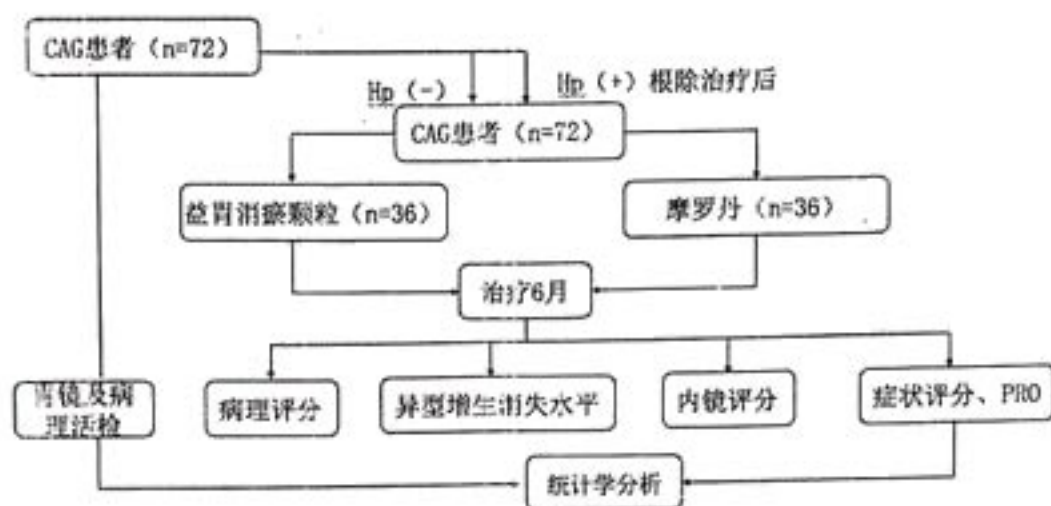 CAG患者（n=72）
Hp（-）
Hp（+）根除治疗后
CAG患者（n=72）
益胃消瘀颗粒（n=36）
摩罗丹（n=36）
治疗6月
胃镜及病
理活检
病理评分
异型增生消失水平
内镜评分
症状评分、PRO
统计学分析